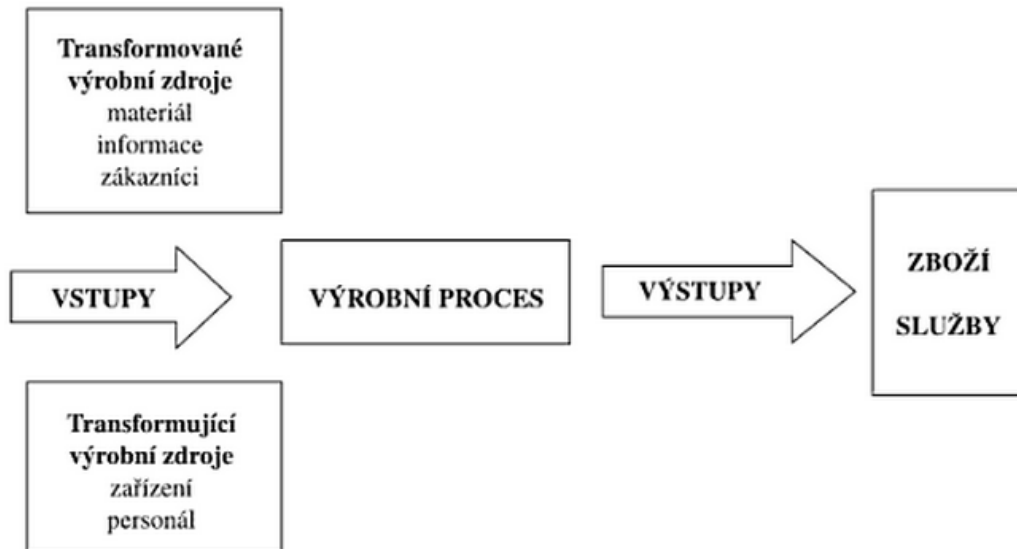 Transformované
výrobní zdroje
materiál
informace
zákazníci
VSTUPY
VÝROBNÍ PROCES
VÝSTUPY
ZBOŽÍ
SLUŽBY
Transformující
výrobní zdroje
zařízení
personál